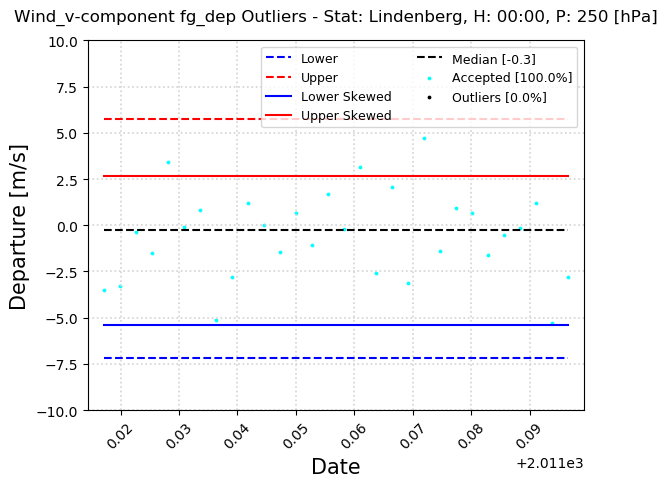 Wind_v-component fg_dep Outliers - Stat: Lindenberg, H: 00:00, P: 250 [hPa]
Departure [m/s]
10.0
7.5
5.0
2.5
0.0
−2.5
−5.0
−7.5
−10.0
Lower
Upper
Lower Skewed
Upper Skewed
Median [-0.3]
Accepted [100.0%]
Outliers [0.0%]
0.02
0.03
0.04
0.05
0.06
0.07
0.08
0.09
+2.011e3
Date